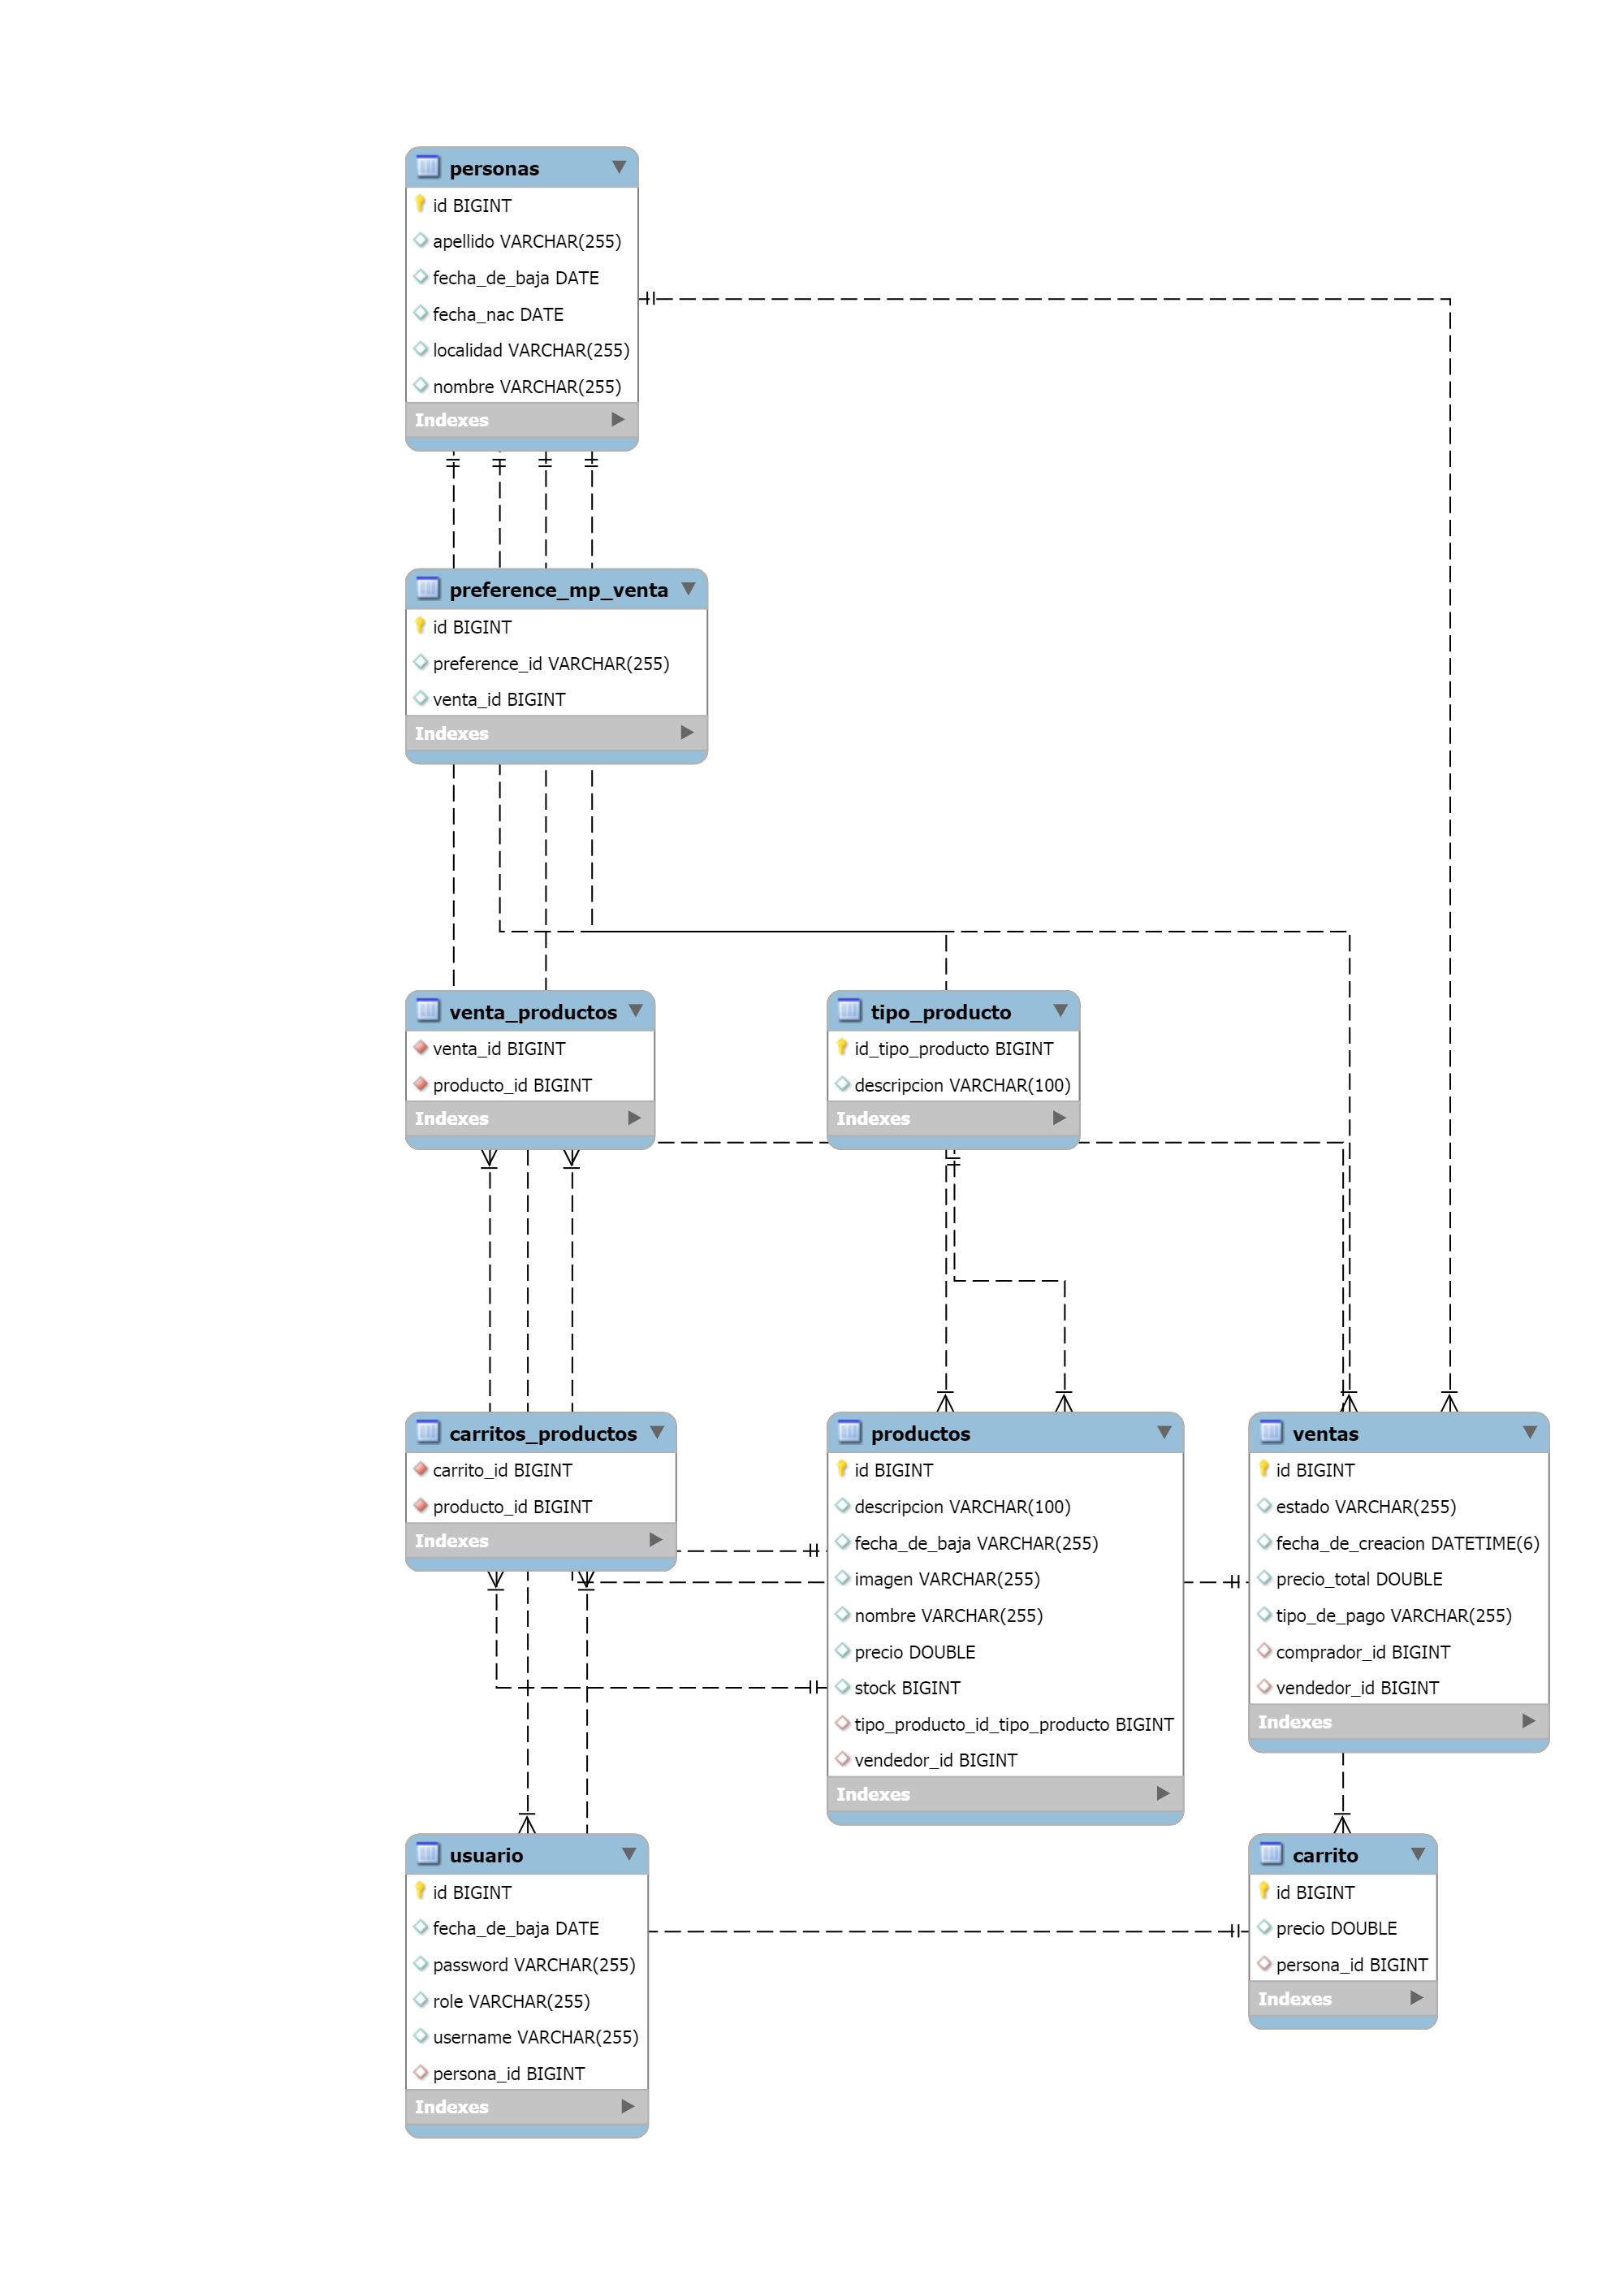 personas
id BIGINT
apellido VARCHAR(255)
fecha_de_baja DATE
fecha_nac DATE
localidad VARCHAR(255)
nombre VARCHAR(255)
Indexes
preference_mp_venta
id BIGINT
preference_id VARCHAR(255)
venta_id BIGINT
Indexes
venta_productos
venta_id BIGINT
producto_id BIGINT
Indexes
tipo_producto
id_tipo_producto BIGINT
descripcion VARCHAR(100)
Indexes
carritos_productos
carrito_id BIGINT
producto_id BIGINT
Indexes
productos
id BIGINT
descripcion VARCHAR(100)
fecha_de_baja VARCHAR(255)
imagen VARCHAR(255)
nombre VARCHAR(255)
precio DOUBLE
stock BIGINT
tipo_producto_id_tipo_producto BIGINT
vendedor_id BIGINT
Indexes
ventas
id BIGINT
estado VARCHAR(255)
fecha_de_creacion DATETIME(6)
precio_total DOUBLE
tipo_de_pago VARCHAR(255)
comprador_id BIGINT
vendedor_id BIGINT
Indexes
usuario
id BIGINT
fecha_de_baja DATE
password VARCHAR(255)
role VARCHAR(255)
username VARCHAR(255)
persona_id BIGINT
Indexes
carrito
id BIGINT
precio DOUBLE
persona_id BIGINT
Indexes